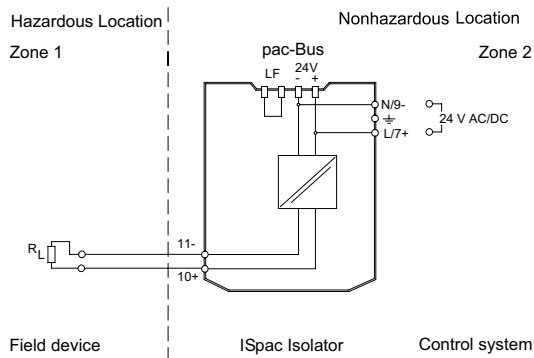 Hazardous Location
Nonhazardous Location
Zone 1
pac-Bus
Zone 2
LF
24V
- +
N/9-
24 V AC/DC
L/7+
RL
11-
10+
Field device
ISpac Isolator
Control system